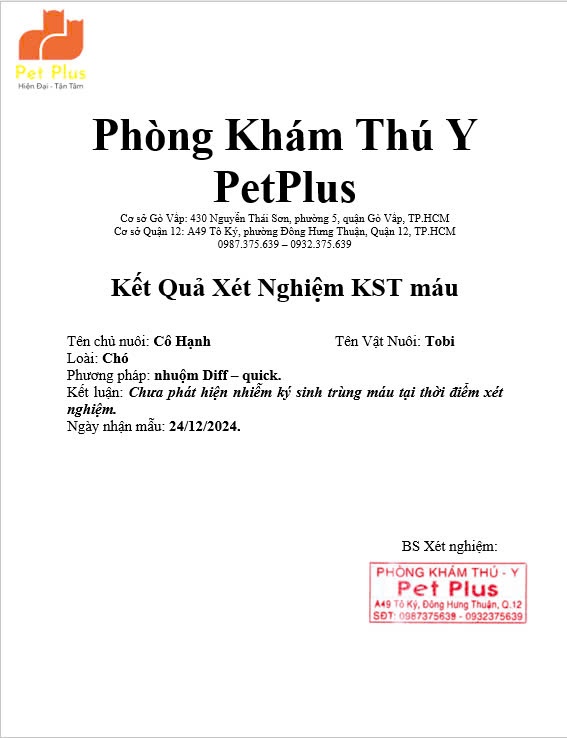 Pet Plus
Hiện Đại - Tận Tâm
Phòng Khám Thú Y
PetPlus
Cơ sở Gò Vấp: 430 Nguyễn Thái Sơn, phường 5, quận Gò Vấp, TP.HCM
Cơ sở Quận 12: A49 Tô Ký, phường Đông Hưng Thuận, Quận 12, TP.HCM
0987.375.639 – 0932.375.639
Kết Quả Xét Nghiệm KST máu
Tên chủ nuôi: Cô Hạnh Tên Vật Nuôi: Tobi
Loài: Chó
Phương pháp: nhuộm Diff – quick.
Kết luận: Chưa phát hiện nhiễm ký sinh trùng máu tại thời điểm xét
nghiệm.
Ngày nhận mẫu: 24/12/2024.
BS Xét nghiệm:
PHÒNG KHÁM THÚ - Y
Pet Plus
A49 Tô Ký, Đông Hưng Thuận, Q.12
SĐT: 0987375639 - 0932375639